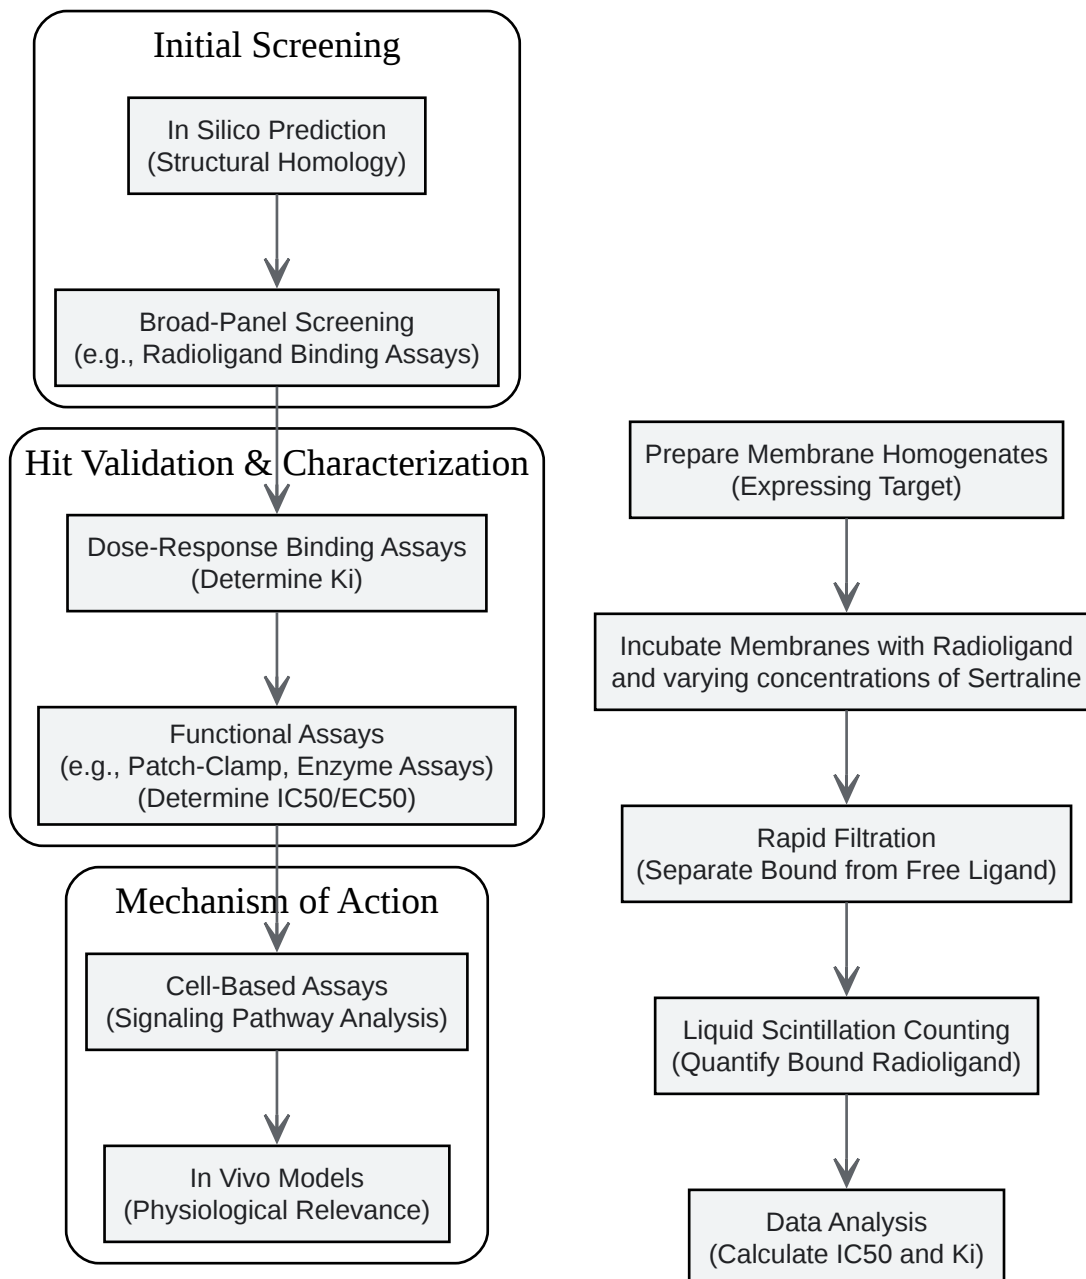 Initial Screening
In Silico Prediction
(Structural Homology)
Broad-Panel Screening
(e.g., Radioligand Binding Assays)
Hit Validation & Characterization
Dose-Response Binding Assays
(Determine Ki)
Functional Assays
(e.g., Patch-Clamp, Enzyme Assays)
(Determine IC50/EC50)
Mechanism of Action
Cell-Based Assays
(Signaling Pathway Analysis)
In Vivo Models
(Physiological Relevance)
Prepare Membrane Homogenates
(Expressing Target)
Incubate Membranes with Radioligand
and varying concentrations of Sertraline
Rapid Filtration
(Separate Bound from Free Ligand)
Liquid Scintillation Counting
(Quantify Bound Radioligand)
Data Analysis
(Calculate IC50 and Ki)